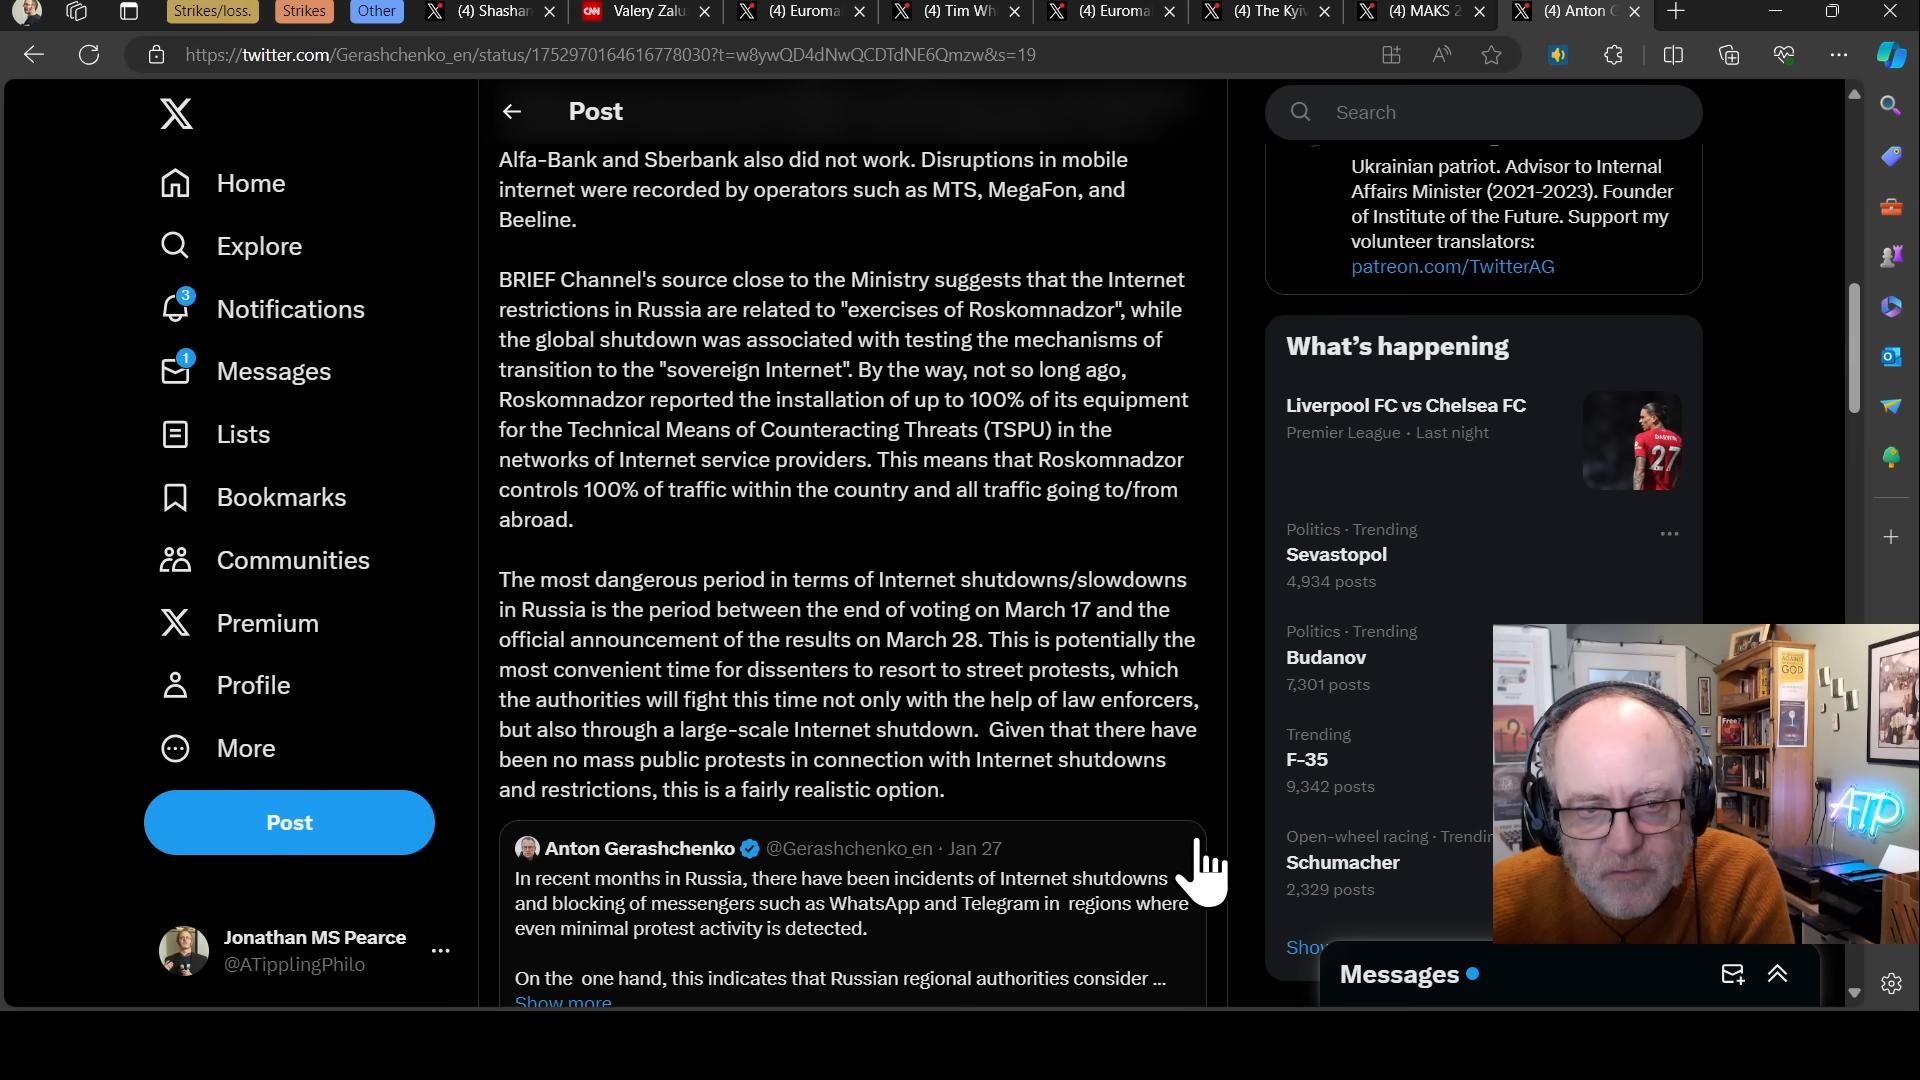 Strikes/loss.
Strikes
Other
(4) Shashan
CNN
Valery Zalu
(4) Euroma
(4) Tim Wh
(4) Euroma
(4) The Kyiv
(4) MAKS 2
(4) Anton G
https://twitter.com/Gerashchenko_en/status/1752970164616778030?t=w8ywQD4dNwQCDTdNE6Qmzw&s=19
Home
Explore
3
Notifications
1
Messages
Lists
Bookmarks
Communities
Premium
Profile
More
Post
Jonathan MS Pearce
@ATipplingPhilo
Post
Alfa-Bank and Sberbank also did not work. Disruptions in mobile
internet were recorded by operators such as MTS, MegaFon, and
Beeline.
BRIEF Channel's source close to the Ministry suggests that the Internet
restrictions in Russia are related to "exercises of Roskomnadzor", while
the global shutdown was associated with testing the mechanisms of
transition to the "sovereign Internet". By the way, not so long ago,
Roskomnadzor reported the installation of up to 100% of its equipment
for the Technical Means of Counteracting Threats (TSPU) in the
networks of Internet service providers. This means that Roskomnadzor
controls 100% of traffic within the country and all traffic going to/from
abroad.
The most dangerous period in terms of Internet shutdowns/slowdowns
in Russia is the period between the end of voting on March 17 and the
official announcement of the results on March 28. This is potentially the
most convenient time for dissenters to resort to street protests, which
the authorities will fight this time not only with the help of law enforcers,
but also through a large-scale Internet shutdown.  Given that there have
been no mass public protests in connection with Internet shutdowns
and restrictions, this is a fairly realistic option.
Anton Gerashchenko @Gerashchenko_en · Jan 27
In recent months in Russia, there have been incidents of Internet shutdowns
and blocking of messengers such as WhatsApp and Telegram in  regions where
even minimal protest activity is detected.
On the  one hand, this indicates that Russian regional authorities consider ...
Show more
Search
Ukrainian patriot. Advisor to Internal
Affairs Minister (2021-2023). Founder
of Institute of the Future. Support my
volunteer translators:
patreon.com/TwitterAG
What's happening
Liverpool FC vs Chelsea FC
Premier League · Last night
DARWIN
27
Politics · Trending
Sevastopol
4,934 posts
Politics · Trending
Budanov
7,301 posts
Trending
F-35
9,342 posts
Open-wheel racing · Trendin
Schumacher
2,329 posts
Show
Messages
AGAINST
GOD
Free?
ATP